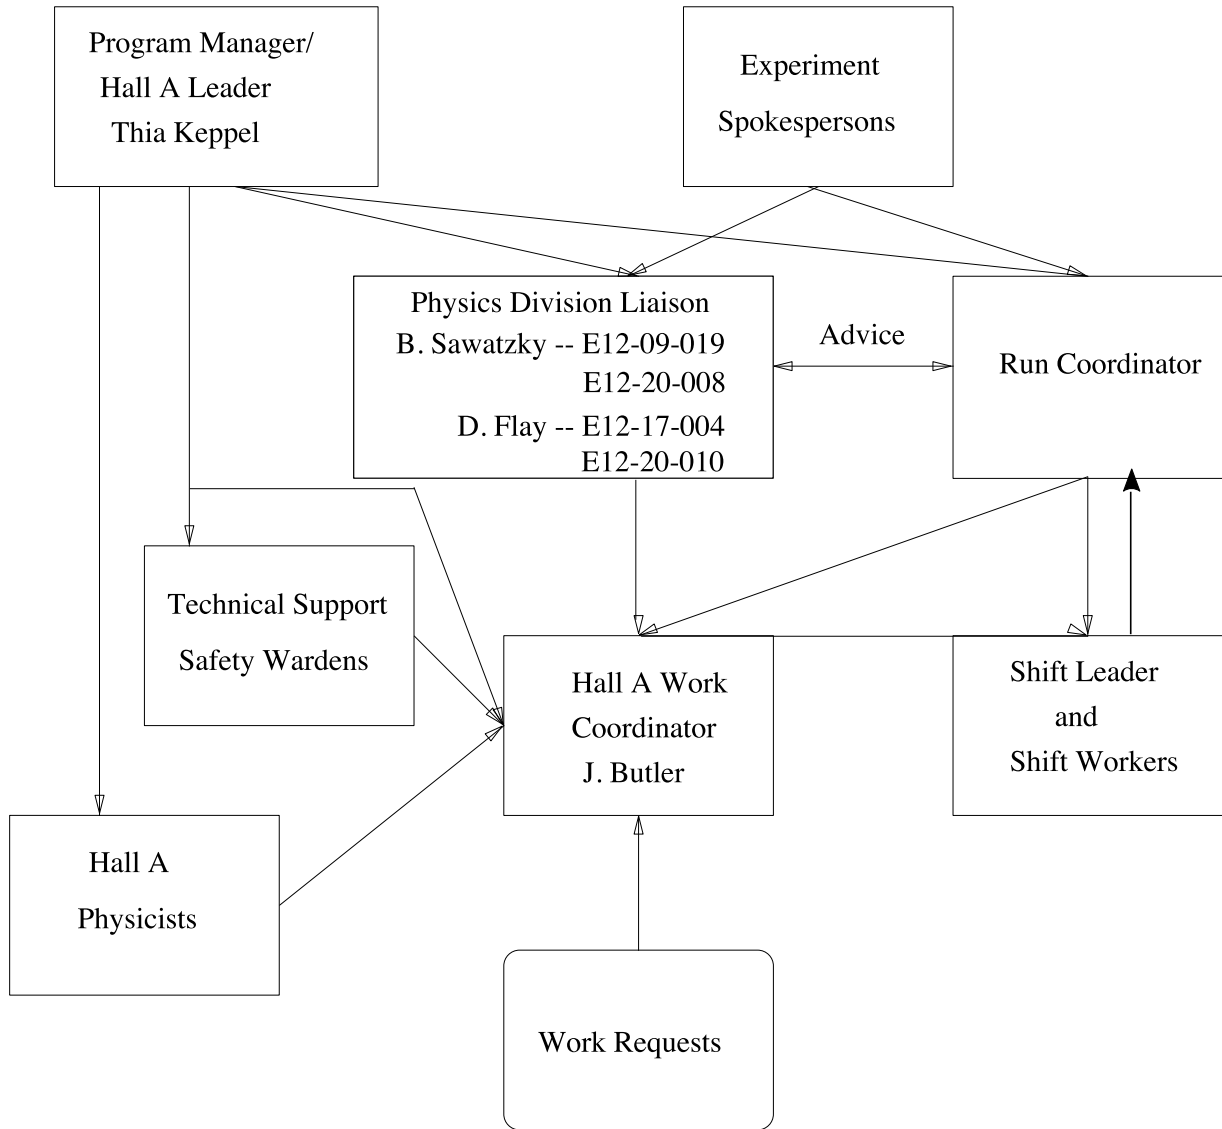 Program Manager/
Hall A Leader
Thia Keppel
Experiment
Spokespersons
Physics Division Liaison
B. Sawatzky -- E12-09-019
E12-20-008
D. Flay -- E12-17-004
E12-20-010
Advice
Run Coordinator
Technical Support
Safety Wardens
Hall A Work
Coordinator
J. Butler
Shift Leader
and
Shift Workers
Hall A
Physicists
Work Requests